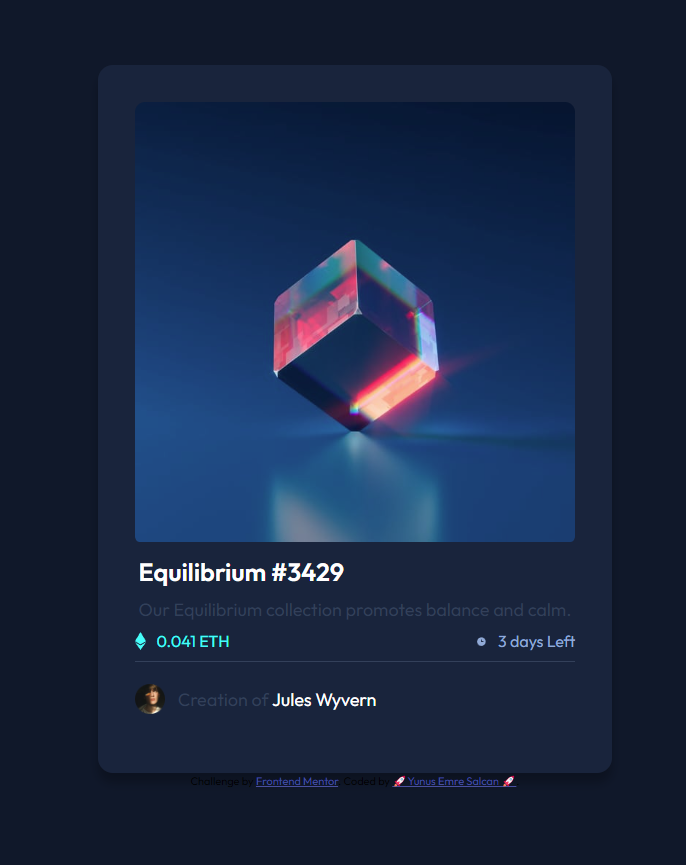 Equilibrium #3429
Our Equilibrium collection promotes balance and calm.
0.041 ETH
3 days Left
Creation of Jules Wyvern
Challenge by Frontend Mentor. Coded by 🚀 Yunus Emre Salcan 🚀